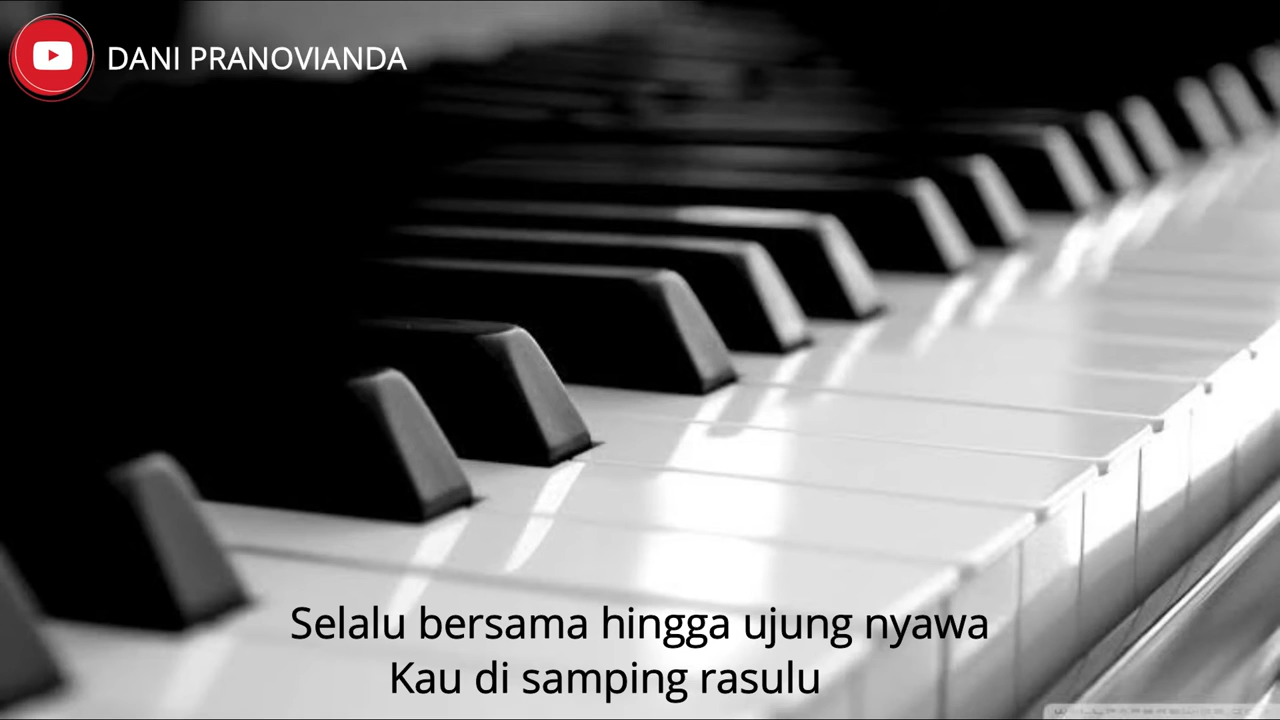 DANI PRANOVIANDA
Selalu bersama hingga ujung nyawa
Kau di samping rasulu